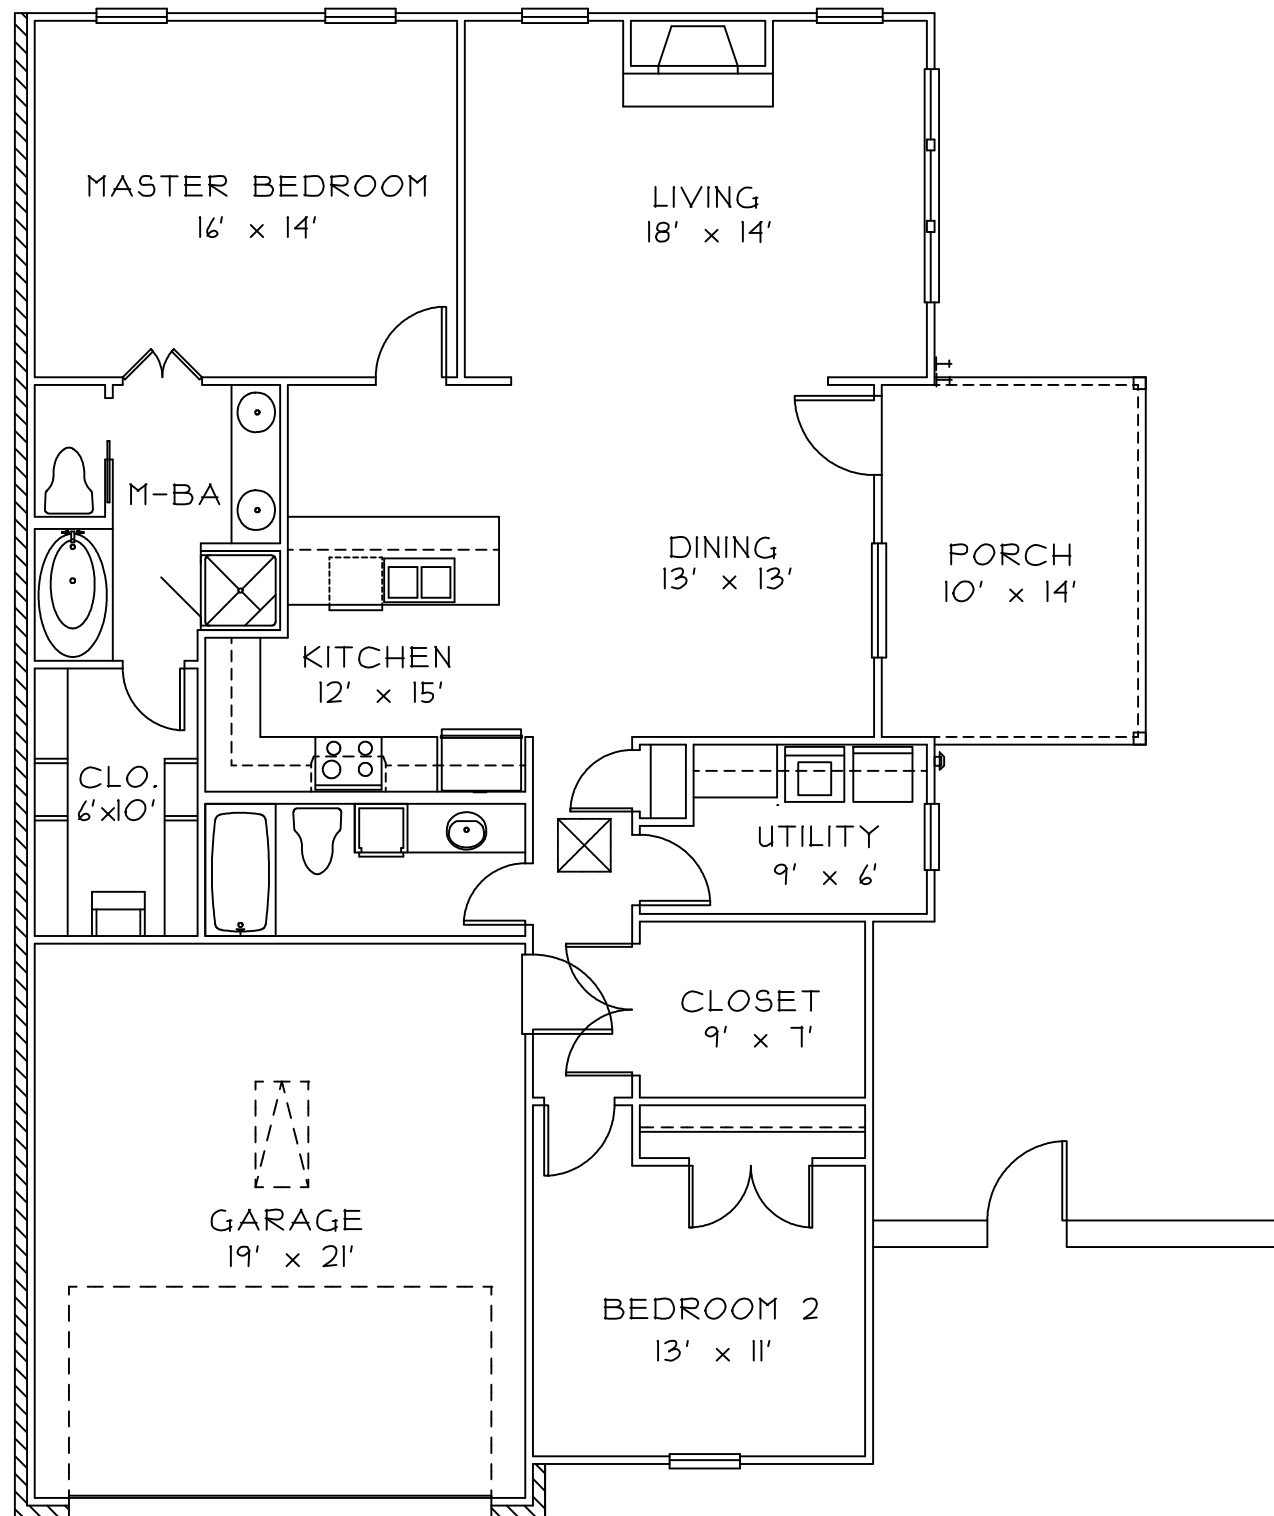 MASTER BEDROOM
16' x 14'
LIVING
18' x 14'
M-BA
DINING
13' x 13'
PORCH
10' x 14'
KITCHEN
12' x 15'
CLO.
6'x10'
UTILITY
9' x 6'
CLOSET
9' x 7'
GARAGE
19' x 21'
BEDROOM 2
13' x 11'